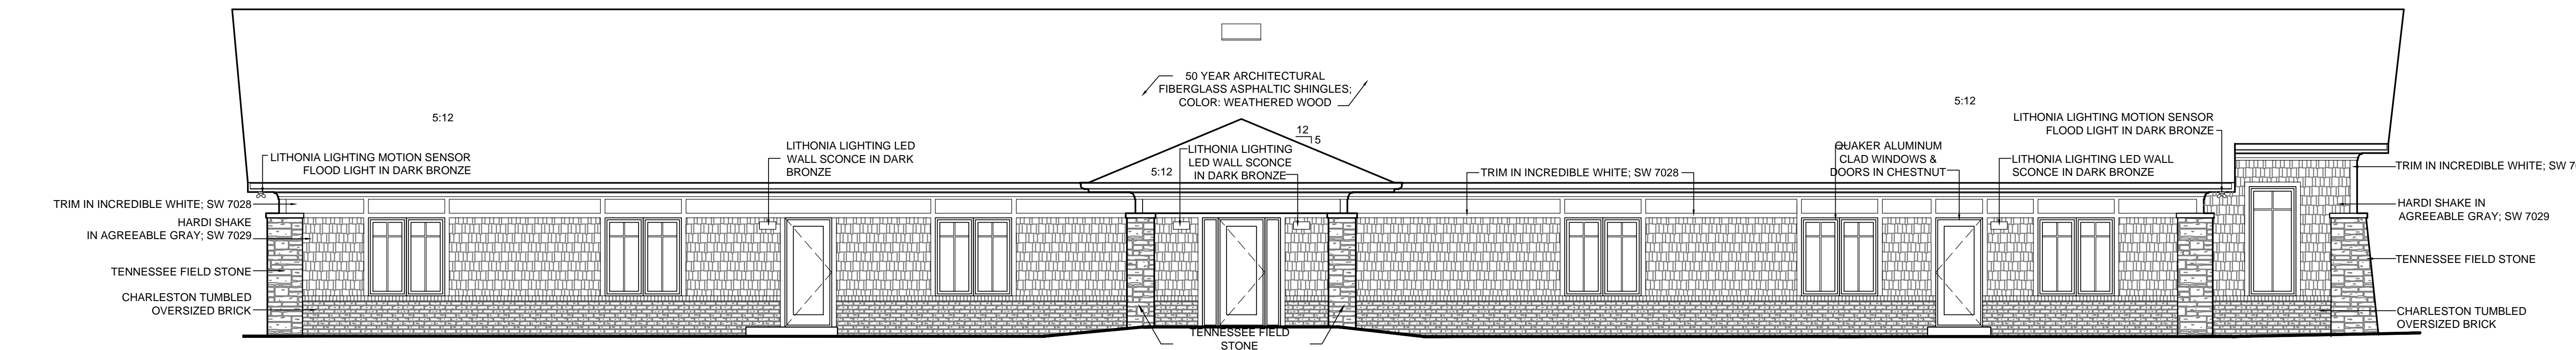 50 YEAR ARCHITECTURAL
FIBERGLASS ASPHALTIC SHINGLES;
COLOR: WEATHERED WOOD
5:12
5:12
12
5
5:12
LITHONIA LIGHTING MOTION SENSOR
FLOOD LIGHT IN DARK BRONZE
LITHONIA LIGHTING LED
WALL SCONCE IN DARK
BRONZE
LITHONIA LIGHTING
LED WALL SCONCE
IN DARK BRONZE
TRIM IN INCREDIBLE WHITE; SW 7028
QUAKER ALUMINUM
CLAD WINDOWS &
DOORS IN CHESTNUT
LITHONIA LIGHTING LED WALL
SCONCE IN DARK BRONZE
LITHONIA LIGHTING MOTION SENSOR
FLOOD LIGHT IN DARK BRONZE
TRIM IN INCREDIBLE WHITE; SW 7028
HARDI SHAKE
IN AGREEABLE GRAY; SW 7029
TENNESSEE FIELD STONE
CHARLESTON TUMBLED
OVERSIZED BRICK
TENNESSEE FIELD
STONE
TRIM IN INCREDIBLE WHITE; SW 7
HARDI SHAKE IN
AGREEABLE GRAY; SW 7029
TENNESSEE FIELD STONE
CHARLESTON TUMBLED
OVERSIZED BRICK